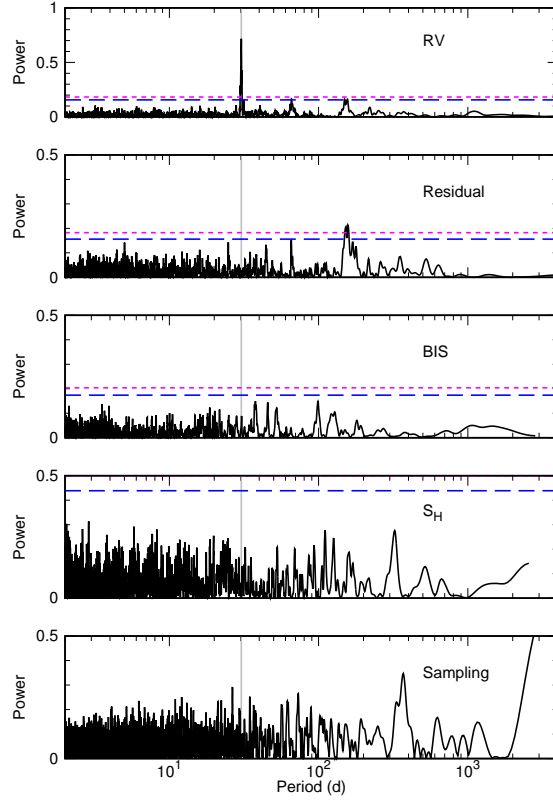 1
RV
Power
0.5
0
0.5
Residual
Power
0
0.5
BIS
Power
0
0.5
S_H
Power
0
0.5
Sampling
Power
0
10^1
10^2
10^3
Period (d)